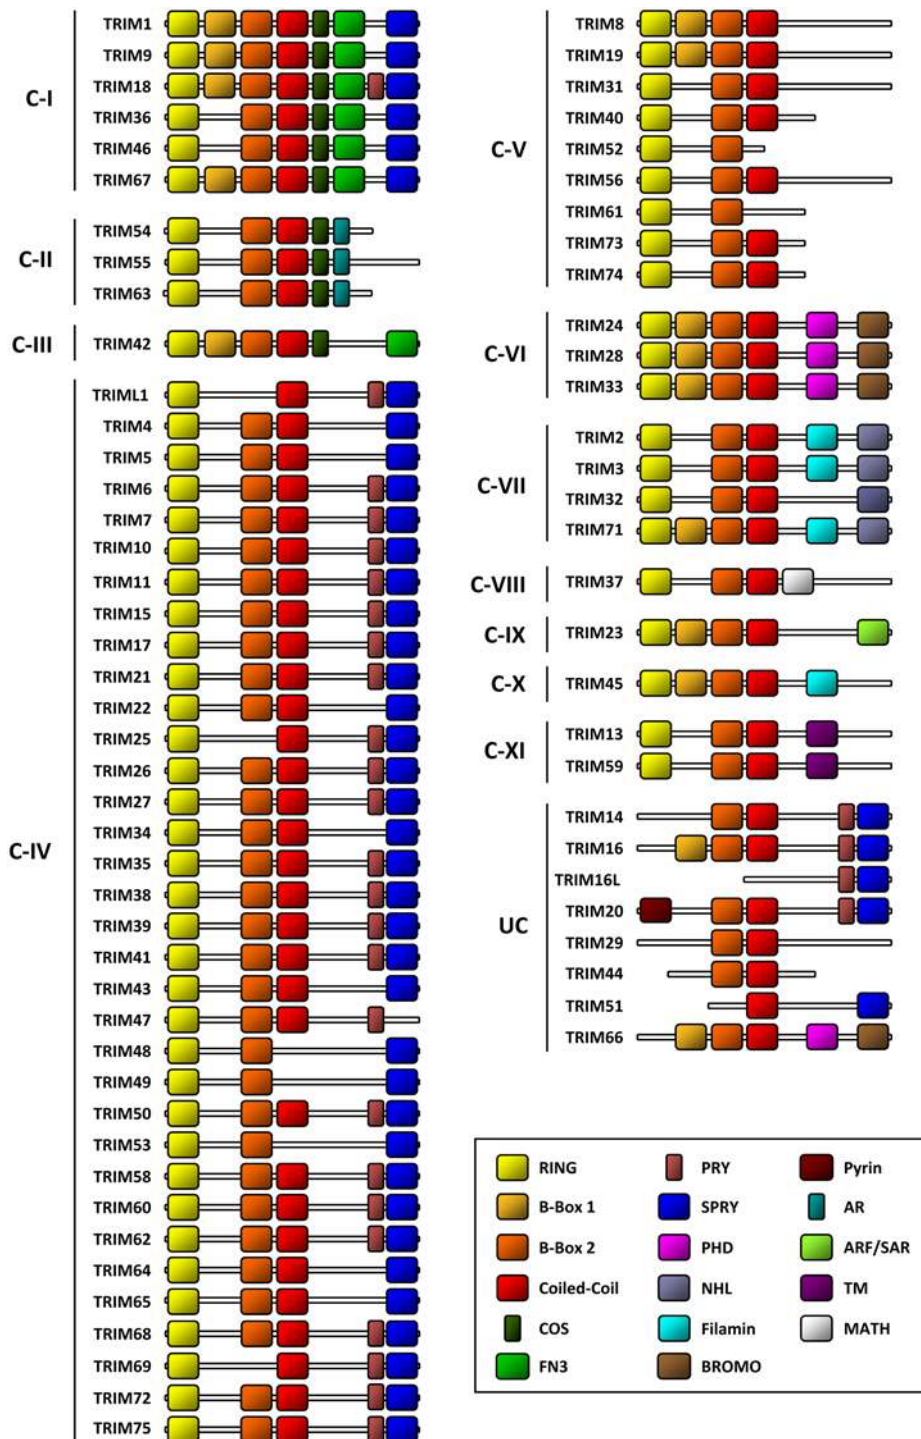 C-I
TRIM1
TRIM9
TRIM18
TRIM36
TRIM46
TRIM67
C-II
TRIM54
TRIM55
TRIM63
C-III
TRIM42
C-IV
TRIML1
TRIM4
TRIM5
TRIM6
TRIM7
TRIM10
TRIM11
TRIM15
TRIM17
TRIM21
TRIM22
TRIM25
TRIM26
TRIM27
TRIM34
TRIM35
TRIM38
TRIM39
TRIM41
TRIM43
TRIM47
TRIM48
TRIM49
TRIM50
TRIM53
TRIM58
TRIM60
TRIM62
TRIM64
TRIM65
TRIM68
TRIM69
TRIM72
TRIM75
C-V
TRIM8
TRIM19
TRIM31
TRIM40
TRIM52
TRIM56
TRIM61
TRIM73
TRIM74
C-VI
TRIM24
TRIM28
TRIM33
C-VII
TRIM2
TRIM3
TRIM32
TRIM71
C-VIII
TRIM37
C-IX
TRIM23
C-X
TRIM45
C-XI
TRIM13
TRIM59
UC
TRIM14
TRIM16
TRIM16L
TRIM20
TRIM29
TRIM44
TRIM51
TRIM66
RING
B-Box 1
B-Box 2
Coiled-Coil
COS
FN3
PRY
SPRY
PHD
NHL
Filamin
BROMO
Pyrin
AR
ARF/SAR
TM
MATH